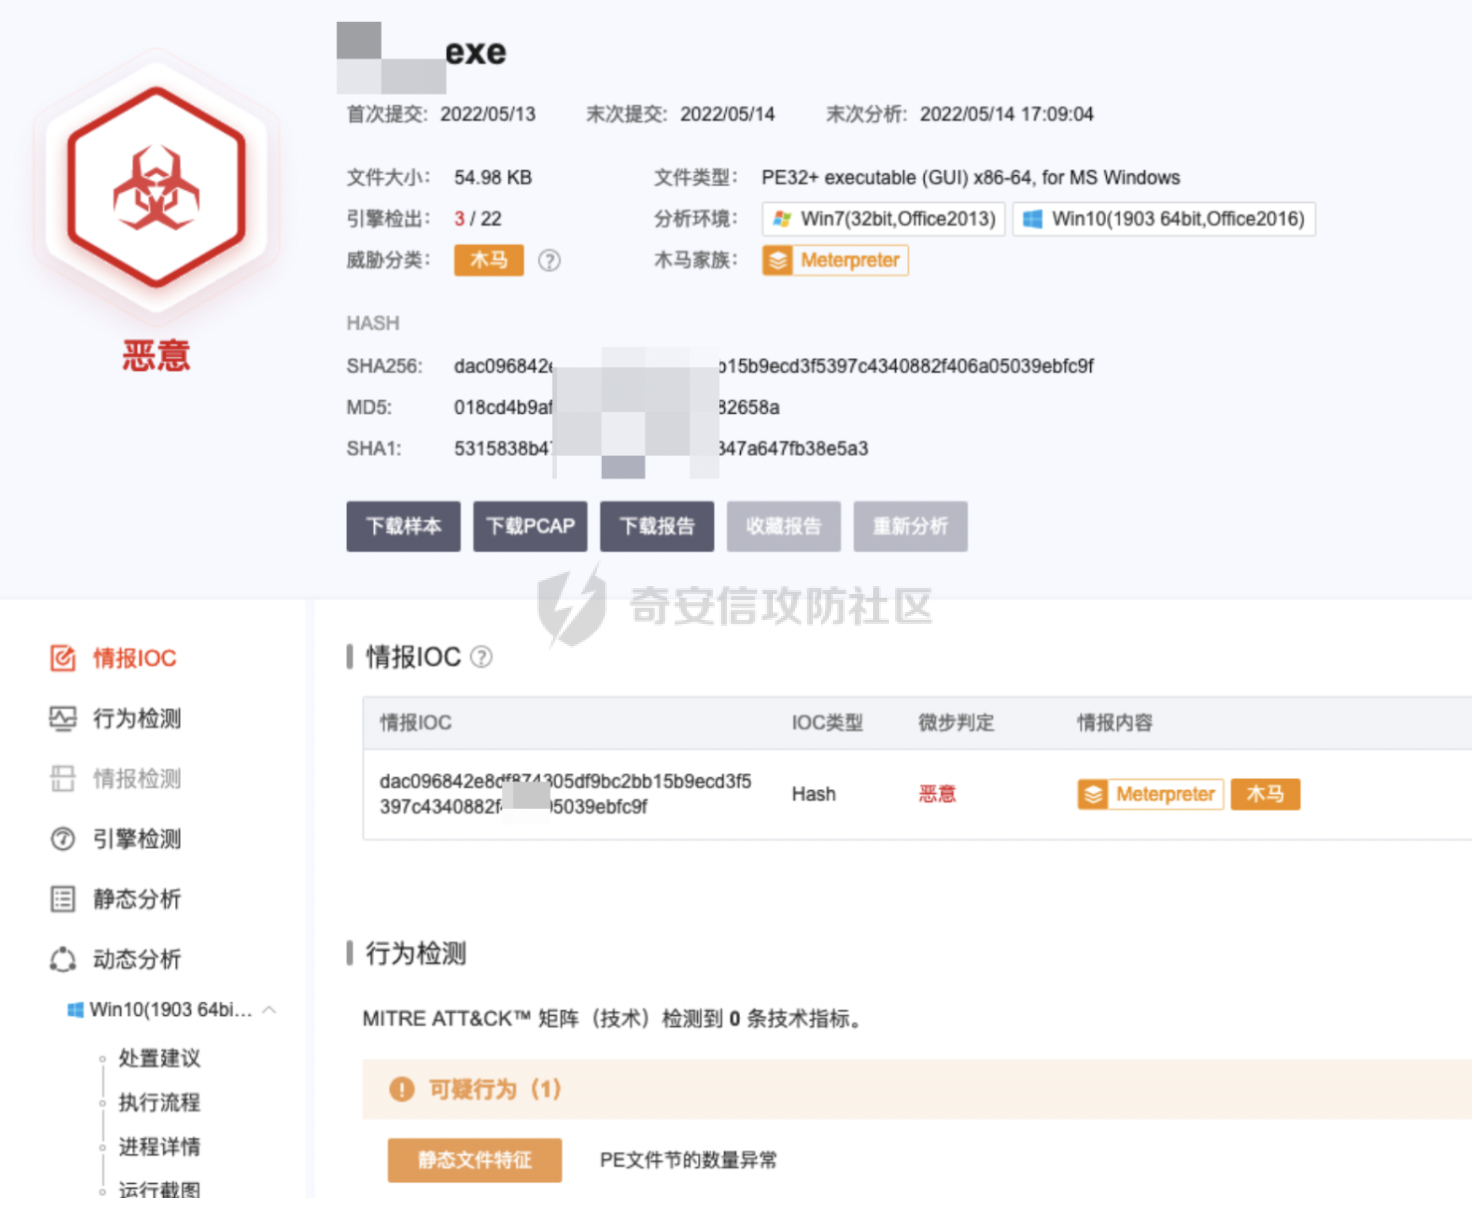 exe
首次提交: 2022/05/13 末次提交: 2022/05/14 末次分析: 2022/05/14 17:09:04
文件大小: 54.98 KB 文件类型: PE32+ executable (GUI) x86-64, for MS Windows
引擎检出: 3 / 22 分析环境: Win7(32bit,Office2013) Win10(1903 64bit,Office2016)
威胁分类: 木马 木马家族: Meterpreter
恶意
HASH
SHA256: dac096842 b15b9ecd3f5397c4340882f406a05039ebfc9f
MD5: 018cd4b9af 82658a
SHA1: 5315838b4 347a647fb38e5a3
下载样本 下载PCAP 下载报告 收藏报告 重新分析
奇安信攻防社区
情报IOC
行为检测
情报检测
引擎检测
静态分析
动态分析
Win10(1903 64bi...
处置建议
执行流程
进程详情
运行截图
情报IOC
情报IOC IOC类型 微步判定 情报内容
dac096842e8df874305df9bc2bb15b9ecd3f5
397c4340882f 05039ebfc9f Hash 恶意 Meterpreter 木马
行为检测
MITRE ATT&CK™ 矩阵（技术）检测到 0 条技术指标。
可疑行为（1）
静态文件特征 PE文件节的数量异常